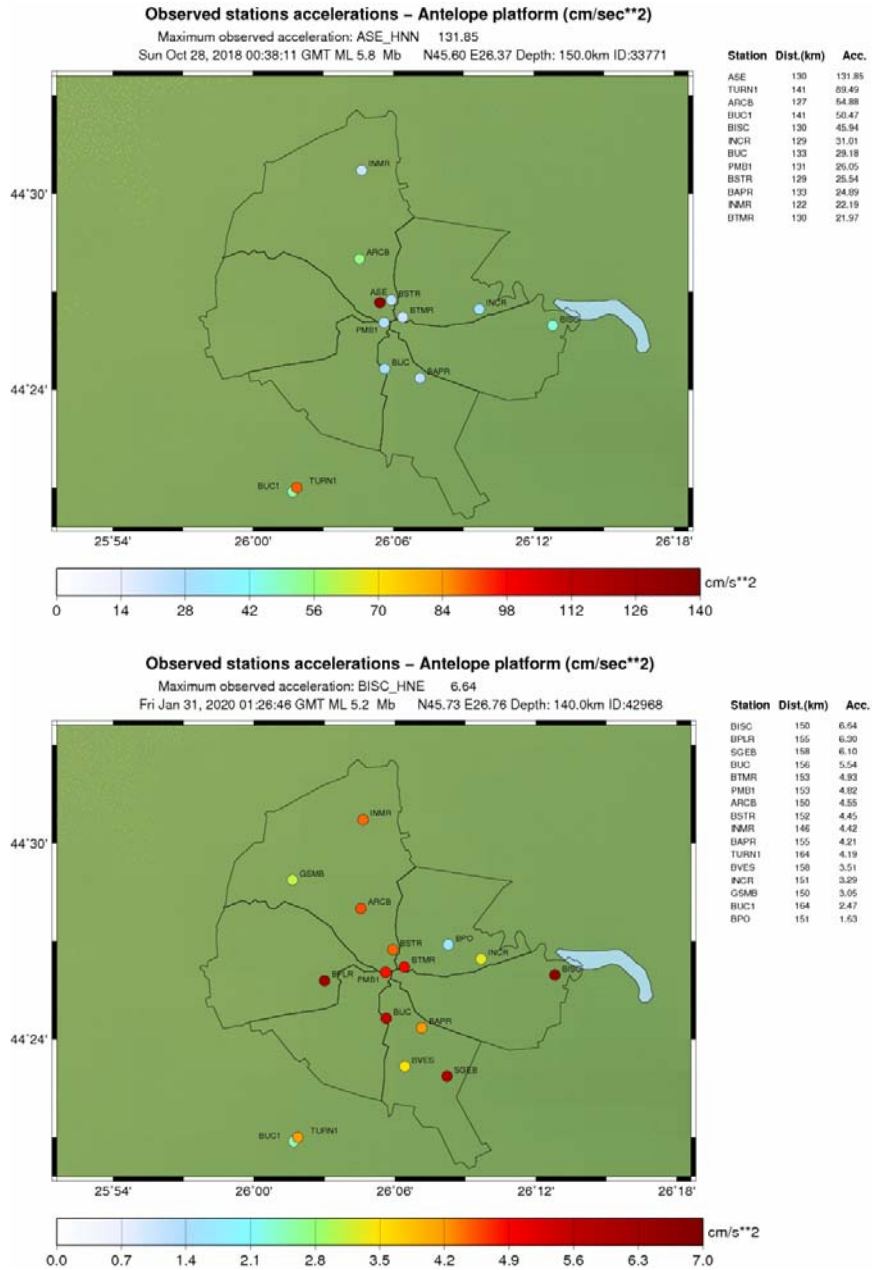 Observed stations accelerations – Antelope platform (cm/sec**2)
Maximum observed acceleration: ASE_HNN 131.85
Sun Oct 28, 2018 00:38:11 GMT ML 5.8 Mb N45.60 E26.37 Depth: 150.0km ID:33771
Station Dist.(km) Acc.
ASE 130 131.85
TURN1 141 89.49
ARCB 127 54.88
BUC1 141 50.47
BISC 130 45.94
INCR 129 31.01
BUC 133 29.18
PMB1 131 26.05
BSTR 129 25.54
BAPR 133 24.89
INMR 122 22.19
BTMR 130 21.97
INMR
44˚30'
ARCB
ASE
BSTR
INCR
BTMR
BISC
PMB1
BUC
BAPR
44˚24'
TURN1
BUC1
25˚54' 26˚00' 26˚06' 26˚12' 26˚18'
cm/s**2
0 14 28 42 56 70 84 98 112 126 140
Observed stations accelerations – Antelope platform (cm/sec**2)
Maximum observed acceleration: BISC_HNE 6.64
Fri Jan 31, 2020 01:26:46 GMT ML 5.2 Mb N45.73 E26.76 Depth: 140.0km ID:42968
Station Dist.(km) Acc.
BISC 150 6.64
BPLR 155 6.30
SGEB 158 6.10
BUC 156 5.54
BTMR 153 4.93
PMB1 153 4.82
ARCB 150 4.55
BSTR 152 4.45
INMR 146 4.42
BAPR 155 4.21
TURN1 164 4.19
BVES 158 3.51
INCR 151 3.29
GSMB 150 3.05
BUC1 164 2.47
BPO 151 1.63
INMR
44˚30'
GSMB
ARCB
BSTR
BPO
INCR
BTMR
BISC
BPLR
PMB1
BUC
BAPR
44˚24'
BVES
SGEB
TURN1
BUC1
25˚54' 26˚00' 26˚06' 26˚12' 26˚18'
cm/s**2
0.0 0.7 1.4 2.1 2.8 3.5 4.2 4.9 5.6 6.3 7.0